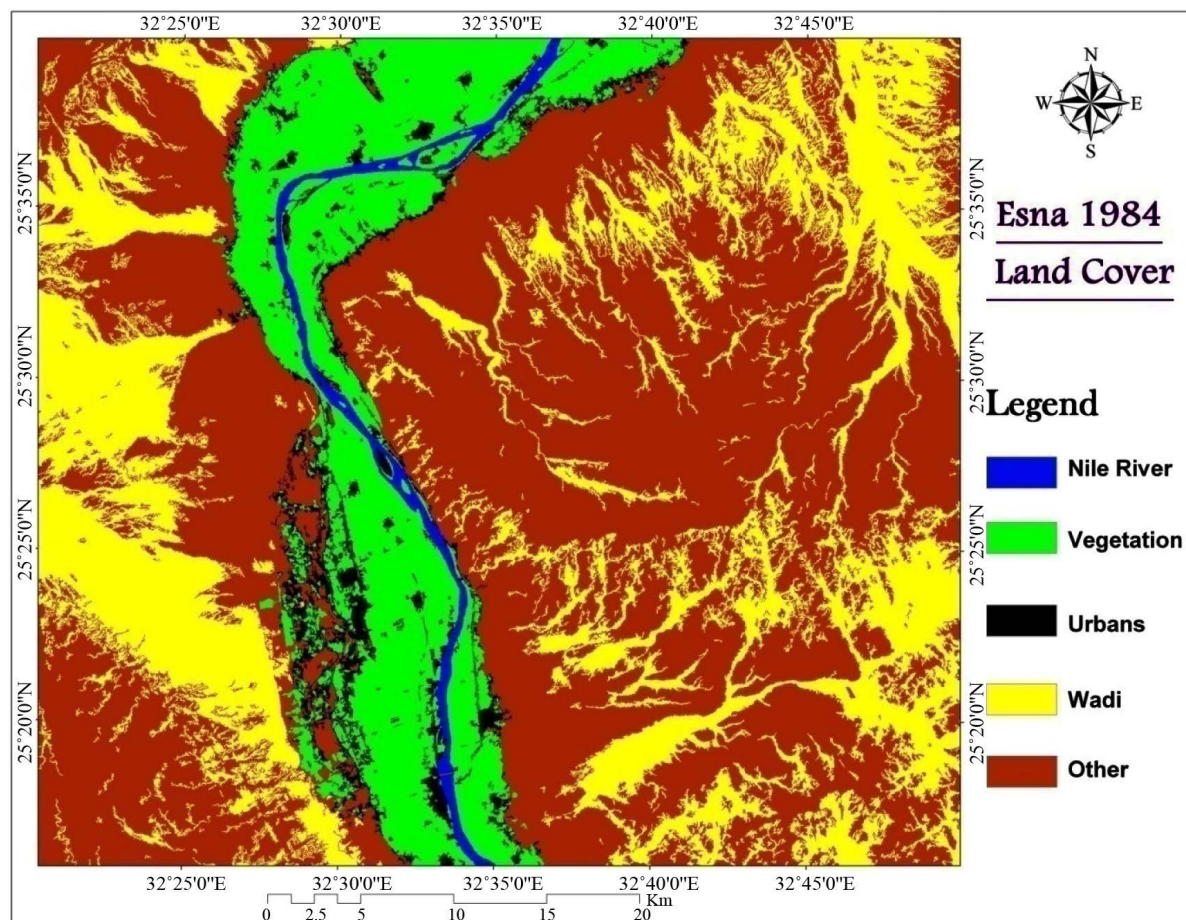 32°25'0"E 32°30'0"E 32°35'0"E 32°40'0"E 32°45'0"E
N
W E
S
25°35'0"N 25°35'0"N
Esna 1984
Land Cover
25°30'0"N 25°30'0"N
Legend
Nile River
25°25'0"N 25°25'0"N
Vegetation
Urbans
Wadi
25°20'0"N 25°20'0"N
Other
32°25'0"E 32°30'0"E 32°35'0"E 32°40'0"E 32°45'0"E
Km
0 2.5 5 10 15 20